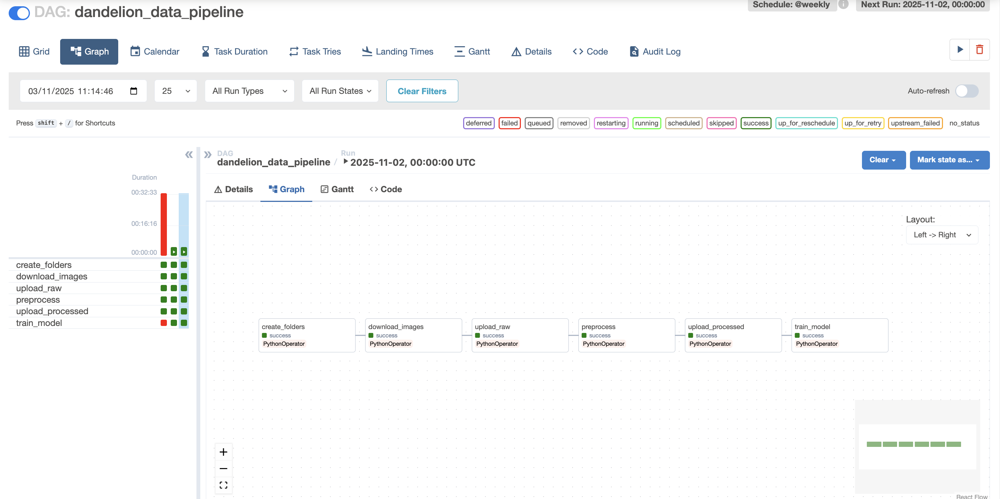 DAG: dandelion_data_pipeline
Schedule: @weekly
Next Run: 2025-11-02, 00:00:00
Grid
Graph
Calendar
Task Duration
Task Tries
Landing Times
Gantt
Details
Code
Audit Log
03/11/2025 11:14:46
25
All Run Types
All Run States
Clear Filters
Auto-refresh
Press shift + / for Shortcuts
deferred
failed
queued
removed
restarting
running
scheduled
skipped
success
up_for_reschedule
up_for_retry
upstream_failed
no_status
Duration
00:32:33
00:16:16
00:00:00
create_folders
download_images
upload_raw
preprocess
upload_processed
train_model
DAG
dandelion_data_pipeline /
Run
2025-11-02, 00:00:00 UTC
Clear
Mark state as...
Details
Graph
Gantt
Code
Layout:
Left -> Right
create_folders
success
PythonOperator
download_images
success
PythonOperator
upload_raw
success
PythonOperator
preprocess
success
PythonOperator
upload_processed
success
PythonOperator
train_model
success
PythonOperator
React Flow